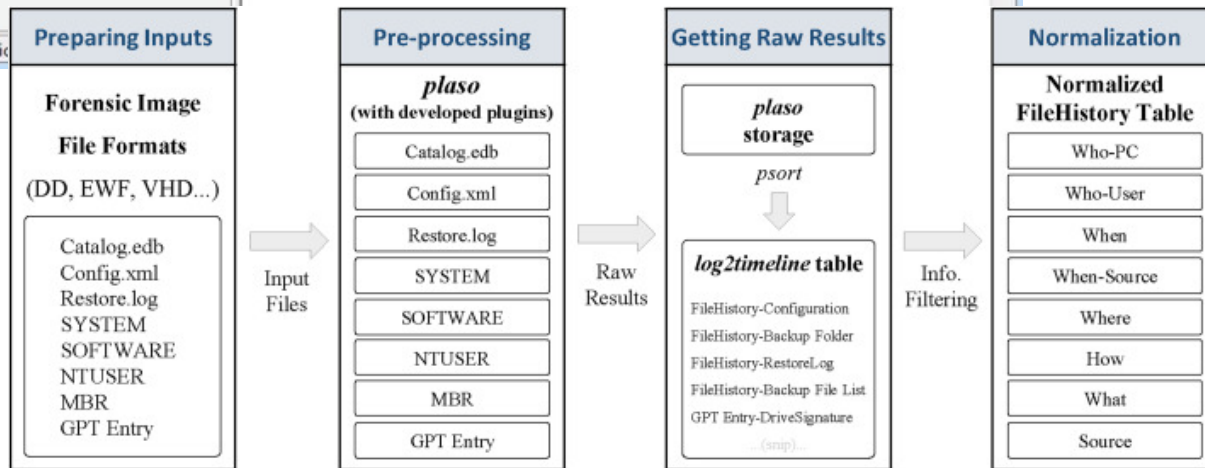 Preparing Inputs
Forensic Image
File Formats
(DD, EWF, VHD...)
Catalog.edb
Config.xml
Restore.log
SYSTEM
SOFTWARE
NTUSER
MBR
GPT Entry
Input
Files
Pre-processing
plaso
(with developed plugins)
Catalog.edb
Config.xml
Restore.log
SYSTEM
SOFTWARE
NTUSER
MBR
GPT Entry
Raw
Results
Getting Raw Results
plaso
storage
psort
log2timeline table
FileHistory-Configuration
FileHistory-Backup Folder
FileHistory-RestoreLog
FileHistory-Backup File List
GPT Entry-DriveSignature
...(snip)...
Info.
Filtering
Normalization
Normalized
FileHistory Table
Who-PC
Who-User
When
When-Source
Where
How
What
Source